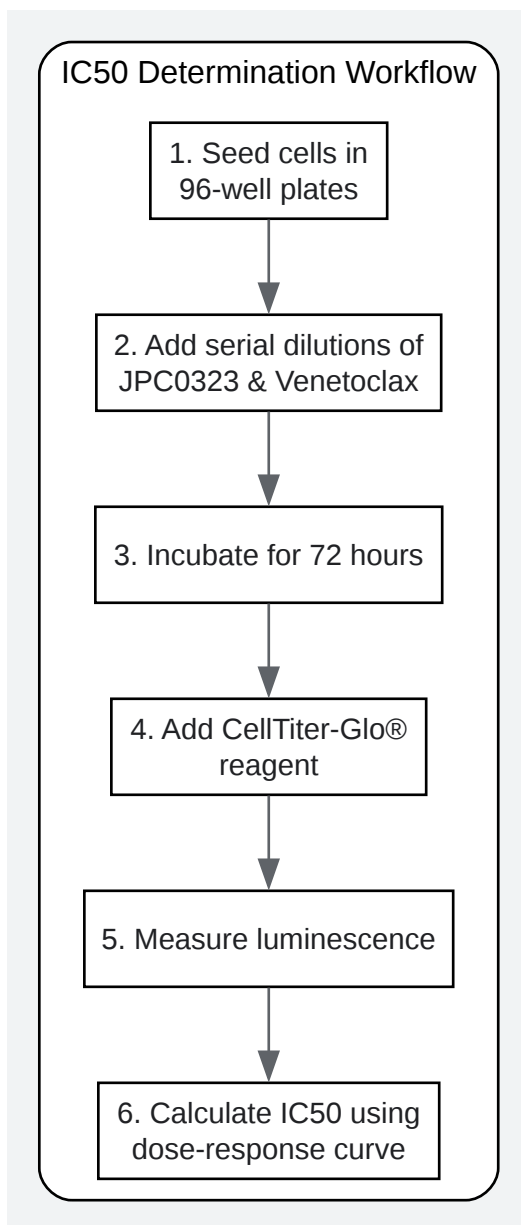 IC50 Determination Workflow
1. Seed cells in
96-well plates
2. Add serial dilutions of
JPC0323 & Venetoclax
3. Incubate for 72 hours
4. Add CellTiter-Glo®
reagent
5. Measure luminescence
6. Calculate IC50 using
dose-response curve